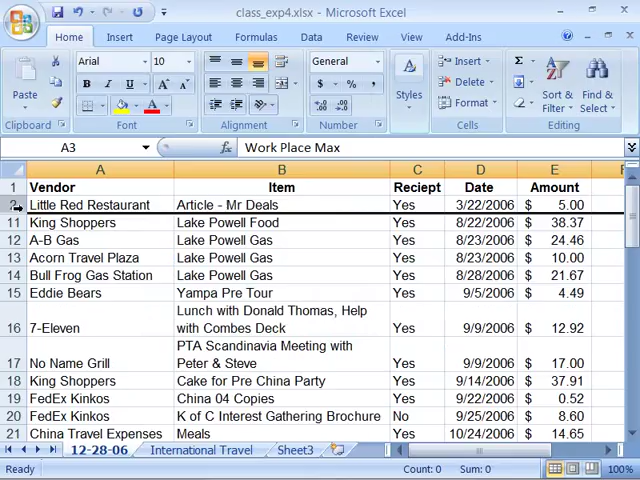 class_exp4.xlsx - Microsoft Excel
Home Insert Page Layout Formulas Data Review View Add-Ins
Arial 10 General Insert Σ
B I U $ % , Delete
Paste Styles Format Sort & Filter Find & Select
Clipboard Font Alignment Number Cells Editing
A3 fx Work Place Max
A B C D E F
1 Vendor Item Reciept Date Amount
2 Little Red Restaurant Article - Mr Deals Yes 3/22/2006 $ 5.00
11 King Shoppers Lake Powell Food Yes 8/22/2006 $ 38.37
12 A-B Gas Lake Powell Gas Yes 8/23/2006 $ 24.46
13 Acorn Travel Plaza Lake Powell Gas Yes 8/23/2006 $ 10.00
14 Bull Frog Gas Station Lake Powell Gas Yes 8/28/2006 $ 21.67
15 Eddie Bears Yampa Pre Tour Yes 9/5/2006 $ 4.49
Lunch with Donald Thomas, Help
16 7-Eleven with Combes Deck Yes 9/9/2006 $ 12.92
PTA Scandinavia Meeting with
17 No Name Grill Peter & Steve Yes 9/9/2006 $ 17.00
18 King Shoppers Cake for Pre China Party Yes 9/14/2006 $ 37.91
19 FedEx Kinkos China 04 Copies Yes 9/22/2006 $ 0.52
20 FedEx Kinkos K of C Interest Gathering Brochure No 9/25/2006 $ 8.60
21 China Travel Expenses Meals Yes 10/24/2006 $ 14.65
12-28-06 International Travel Sheet3
Ready Count: 0 Sum: 0 100%